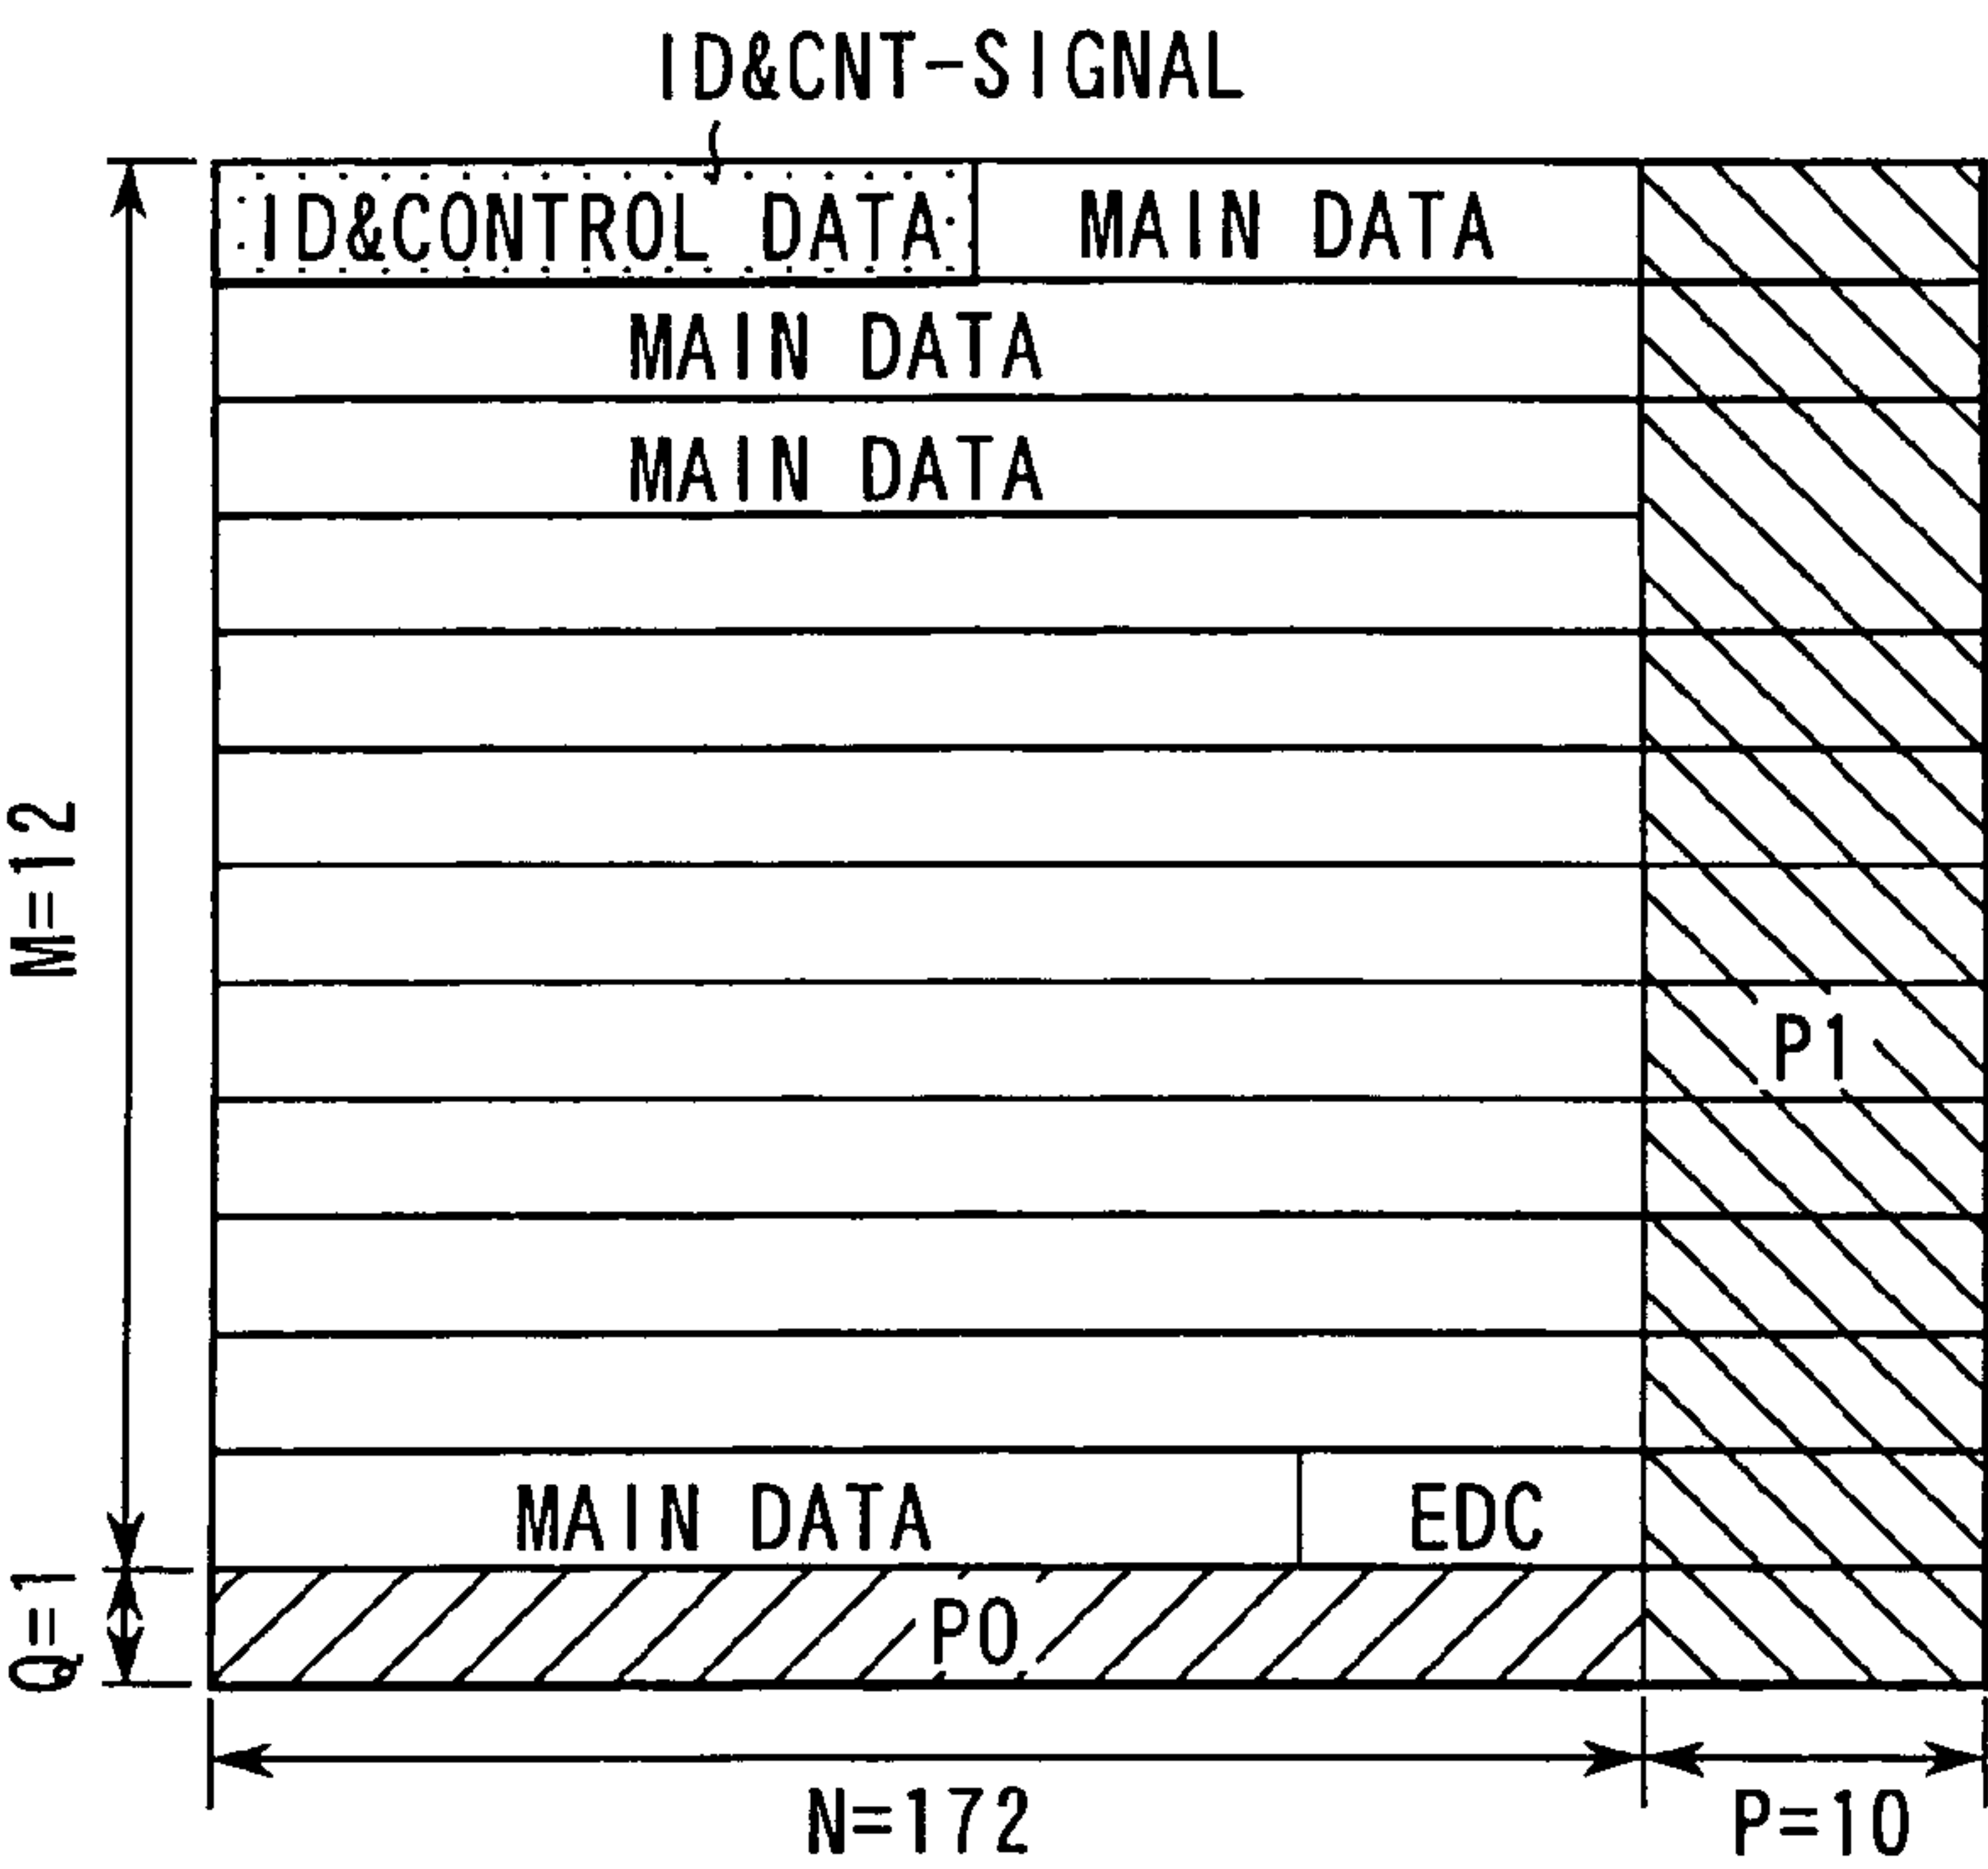 ID&CNT-SIGNAL
ID&CONTROL DATA MAIN DATA
MAIN DATA
MAIN DATA
M=12
P1
MAIN DATA EDC
Q=1
PO
N=172
P=10